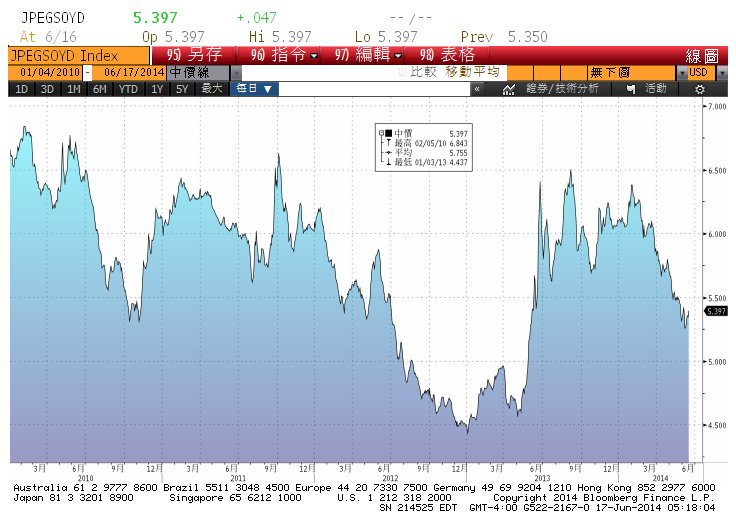 JPEGSOYD 5.397 +.047 --/--
At 6/16 Op 5.397 Hi 5.397 Lo 5.397 Prev 5.350
JPEGSOYD Index 95) 另存 96) 指令 97) 編輯 98) 表格 線圖
01/04/2010 - 06/17/2014 中價線 比較 移動平均 無下圖 USD
1D 3D 1M 6M YTD 1Y 5Y 最大 每日 ▼ « 證券/技術分析 活動
7.000
中價 5.397
最高 02/05/10 6.843
平均 5.755
最低 01/03/13 4.437
6.500
6.000
5.500
5.397
5.000
4.500
3月 6月 9月 12月 3月 6月 9月 12月 3月 6月 9月 12月 3月 6月 9月 12月 3月 6月
2010 2011 2012 2013 2014
Australia 61 2 9777 8600 Brazil 5511 3048 4500 Europe 44 20 7330 7500 Germany 49 69 9204 1210 Hong Kong 852 2977 6000
Japan 81 3 3201 8900 Singapore 65 6212 1000 U.S. 1 212 318 2000 Copyright 2014 Bloomberg Finance L.P.
SN 214525 EDT GMT-4:00 G522-2167-0 17-Jun-2014 05:18:04